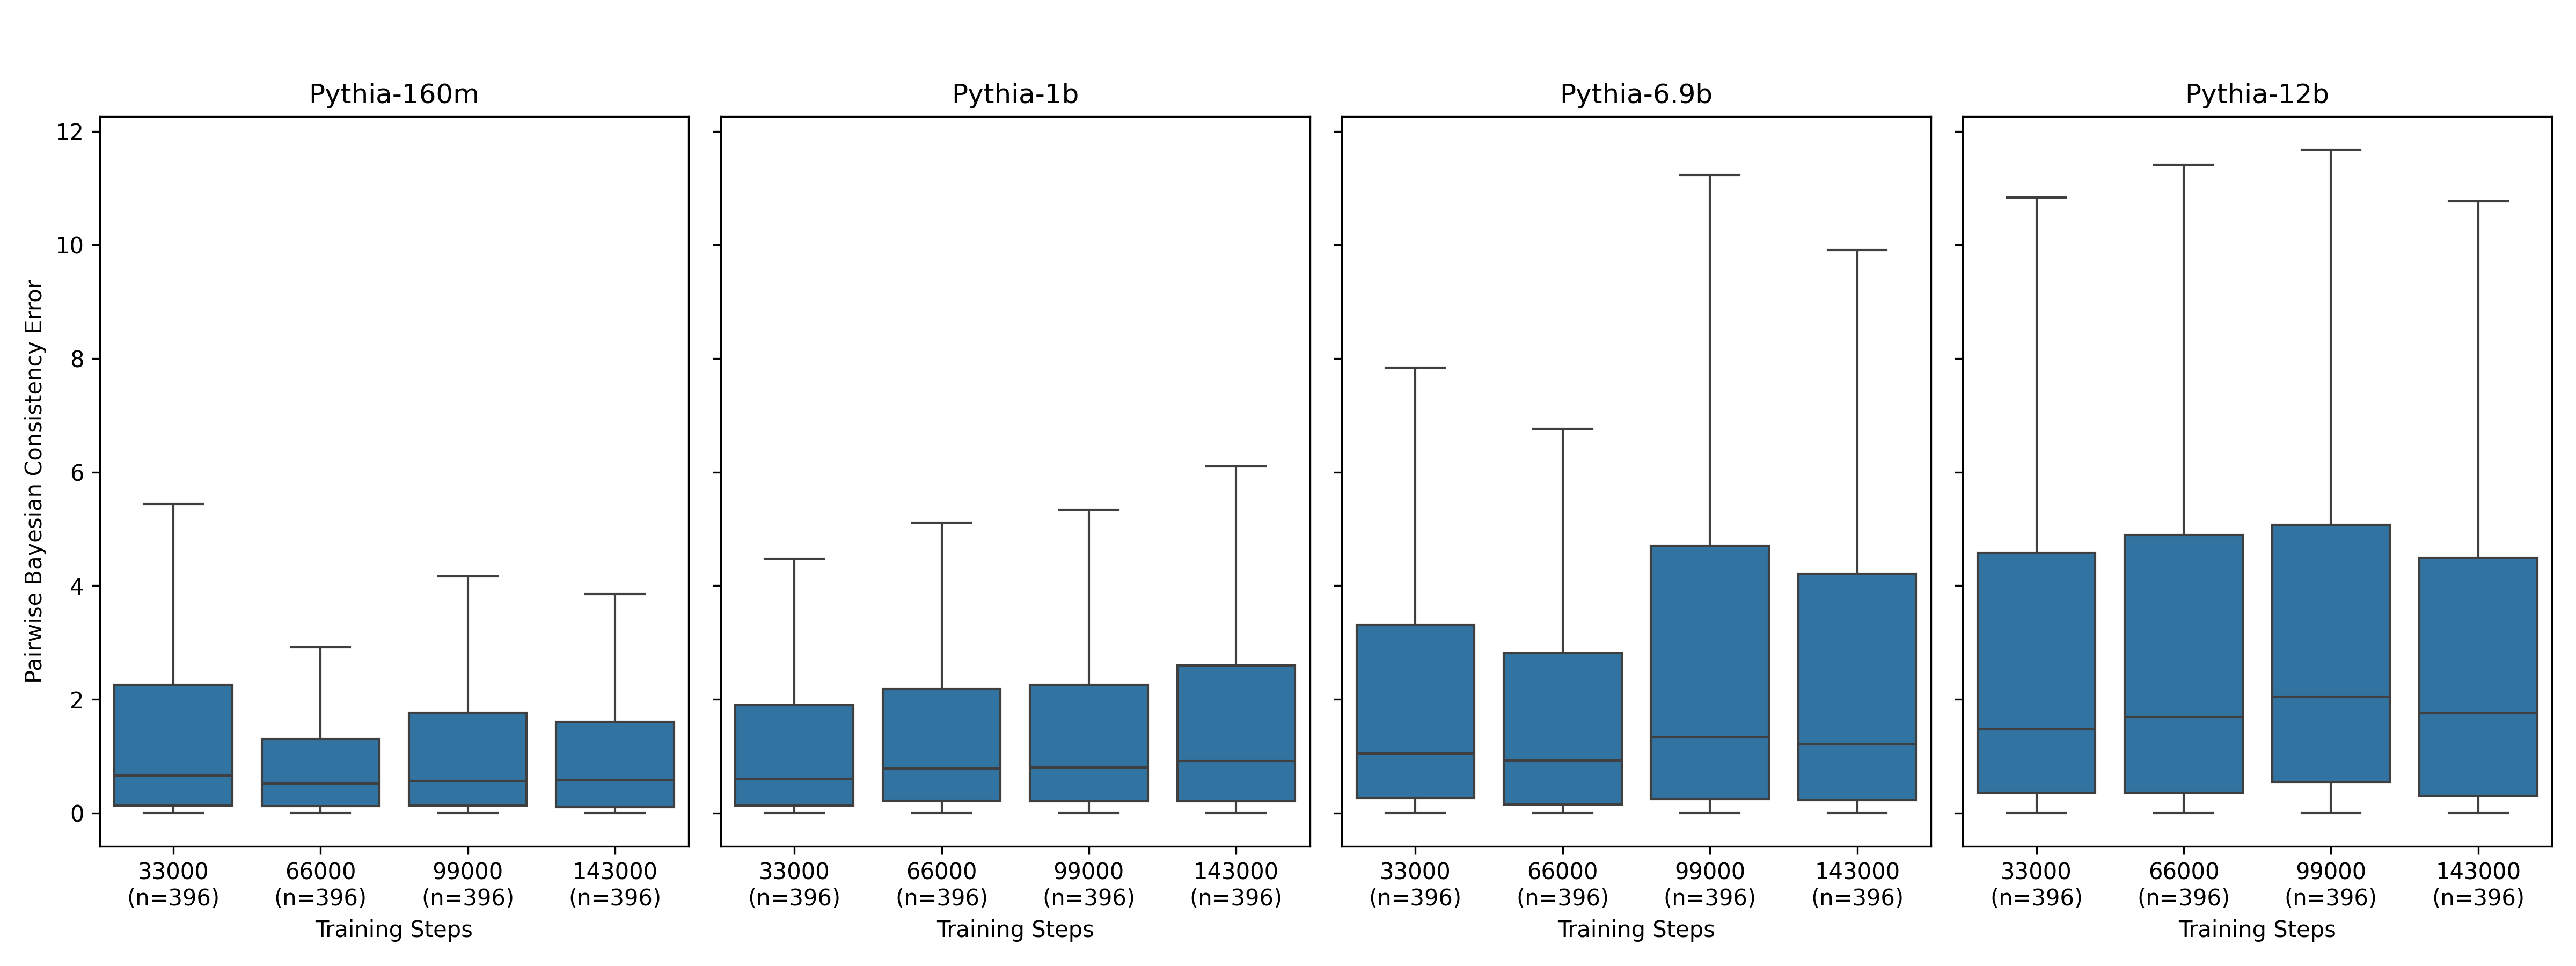 Pythia-160m
Pythia-1b
Pythia-6.9b
Pythia-12b
Pairwise Bayesian Consistency Error
12
10
8
6
4
2
0
33000
(n=396)
66000
(n=396)
99000
(n=396)
143000
(n=396)
Training Steps
33000
(n=396)
66000
(n=396)
99000
(n=396)
143000
(n=396)
Training Steps
33000
(n=396)
66000
(n=396)
99000
(n=396)
143000
(n=396)
Training Steps
33000
(n=396)
66000
(n=396)
99000
(n=396)
143000
(n=396)
Training Steps